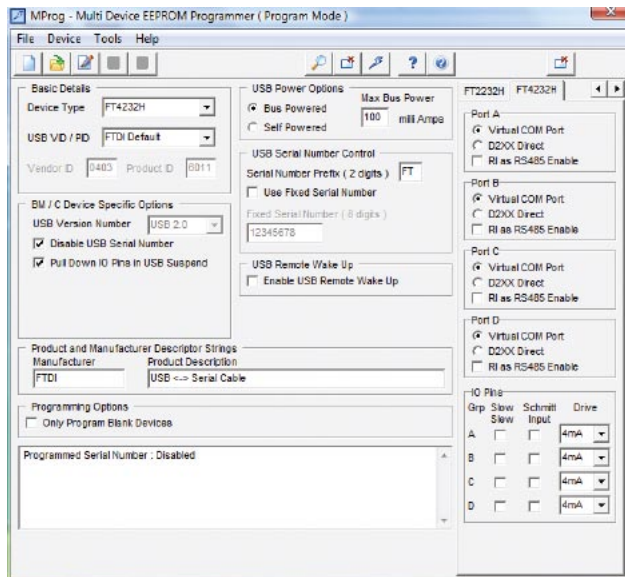 MProg - Multi Device EEPROM Programmer ( Program Mode )
File Device Tools Help
Basic Details
Device Type FT4232H
USB VID / PID FTDI Default
Vendor ID 0403 Product ID 6011
BM / C Device Specific Options
USB Version Number USB 2.0
Disable USB Serial Number
Pull Down IO Pins in USB Suspend
USB Power Options
Bus Powered
Self Powered
Max Bus Power
100 milli Amps
USB Serial Number Control
Serial Number Prefix ( 2 digits ) FT
Use Fixed Serial Number
Fixed Serial Number ( 8 digits )
12345678
USB Remote Wake Up
Enable USB Remote Wake Up
Product and Manufacturer Descriptor Strings
Manufacturer Product Description
FTDI USB <-> Serial Cable
Programming Options
Only Program Blank Devices
Programmed Serial Number : Disabled
FT2232H FT4232H
Port A
Virtual COM Port
D2XX Direct
RI as RS485 Enable
Port B
Virtual COM Port
D2XX Direct
RI as RS485 Enable
Port C
Virtual COM Port
D2XX Direct
RI as RS485 Enable
Port D
Virtual COM Port
D2XX Direct
RI as RS485 Enable
IO Pins
Grp Slow Schmitt Drive
Slew Input
A 4mA
B 4mA
C 4mA
D 4mA